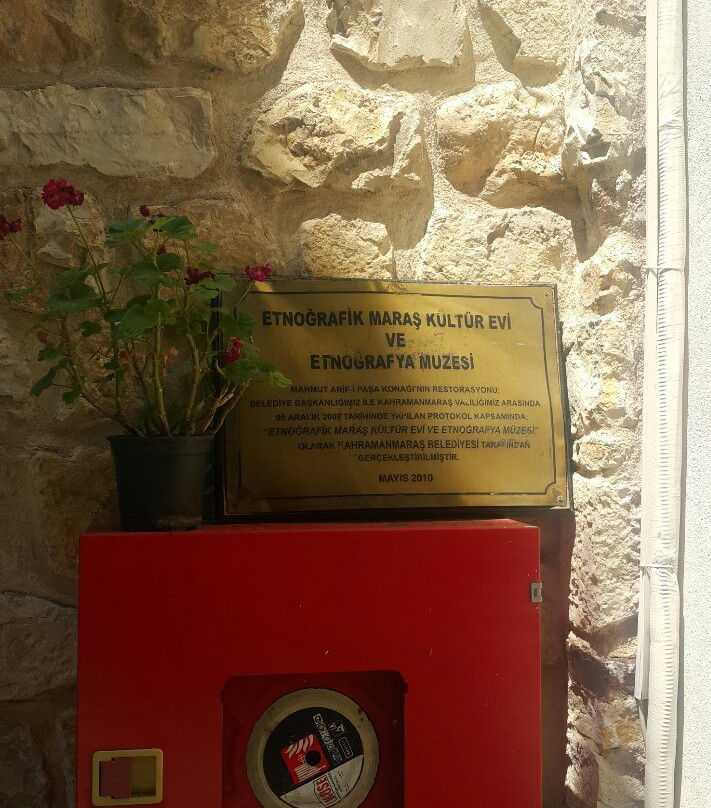 ETNOĞRAFİK MARAŞ KÜLTÜR EVİ
VE
ETNOĞRAFYA MÜZESİ
MAHMUT ARİF-İ PAŞA KONAĞI'NIN RESTORASYONU;
BELEDİYE BAŞKANLIĞIMIZ İLE KAHRAMANMARAŞ VALİLİĞİMİZ ARASINDA
05 ARALIK 2008 TARİHİNDE YAPILAN PROTOKOL KAPSAMINDA;
"ETNOĞRAFİK MARAŞ KÜLTÜR EVİ VE ETNOĞRAFYA MÜZESİ"
OLARAK KAHRAMANMARAŞ BELEDİYESİ TARAFINDAN
GERÇEKLEŞTİRİLMİŞTİR.
MAYIS 2010